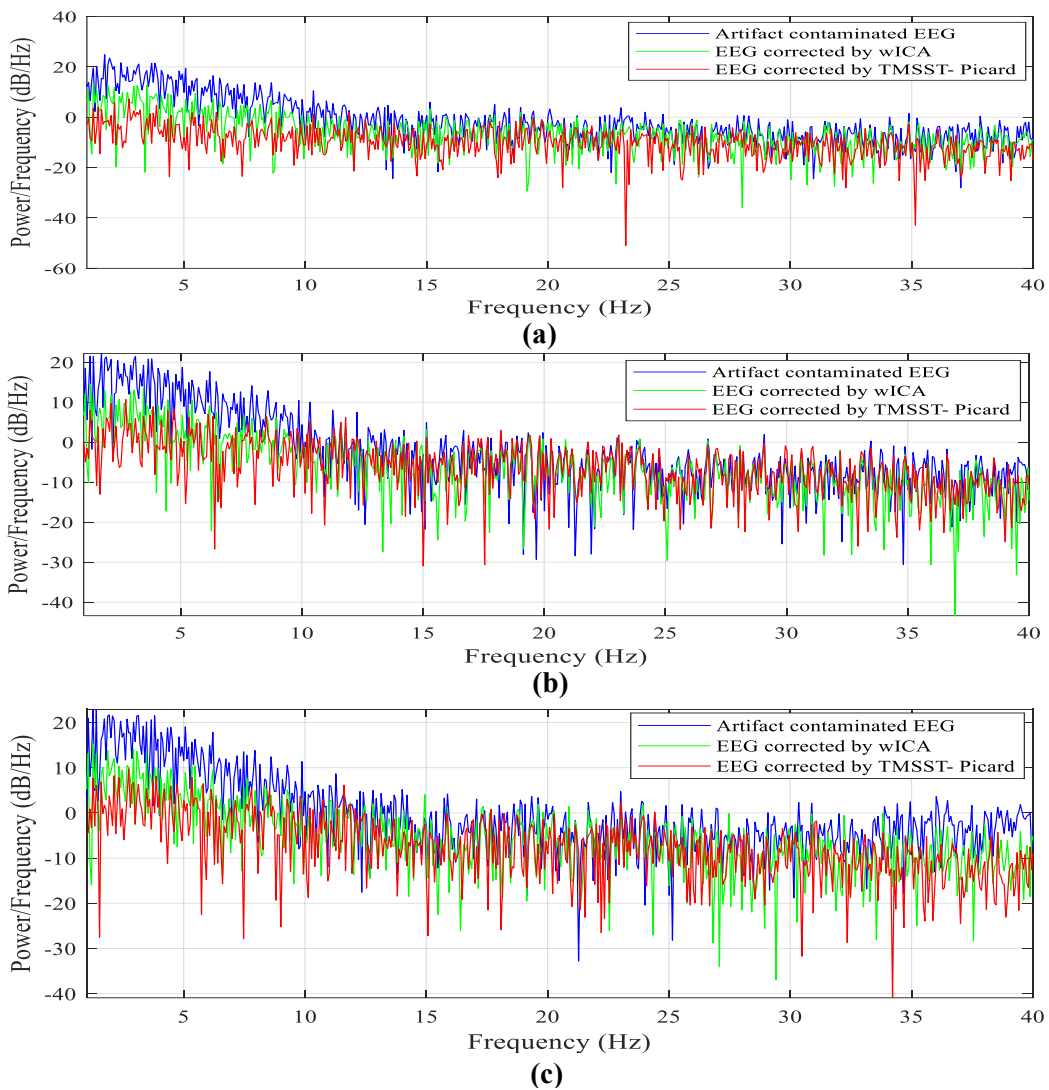 40
20
0
-20
-40
-60
Power/Frequency (dB/Hz)
Artifact contaminated EEG
EEG corrected by wICA
EEG corrected by TMSST- Picard
5 10 15 20 25 30 35 40
Frequency (Hz)
(a)
20
10
0
-10
-20
-30
-40
Power/Frequency (dB/Hz)
Artifact contaminated EEG
EEG corrected by wICA
EEG corrected by TMSST- Picard
5 10 15 20 25 30 35 40
Frequency (Hz)
(b)
20
10
0
-10
-20
-30
-40
Power/Frequency (dB/Hz)
Artifact contaminated EEG
EEG corrected by wICA
EEG corrected by TMSST- Picard
5 10 15 20 25 30 35 40
Frequency (Hz)
(c)